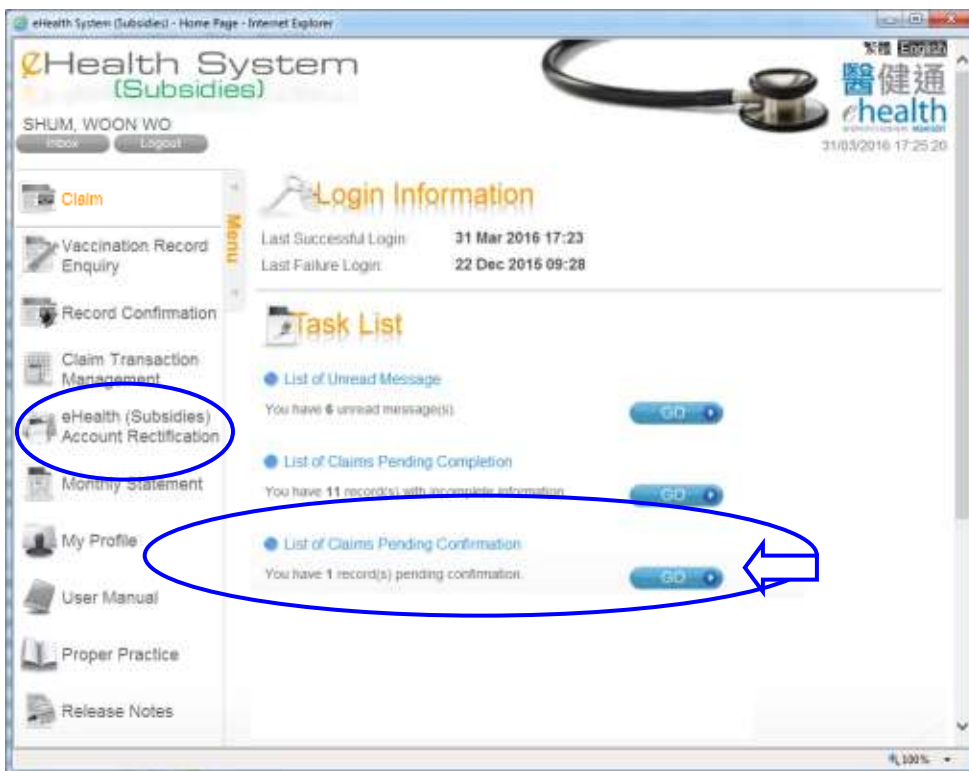 eHealth System (Subsidies) - Home Page - Internet Explorer
eHealth System
(Subsidies)
繁體 English
醫健通
ehealth
SHUM, WOON WO
Inbox Logout
31/03/2016 17:25:20
Menu
Claim
Vaccination Record
Enquiry
Record Confirmation
Claim Transaction
Management
eHealth (Subsidies)
Account Rectification
Monthly Statement
My Profile
User Manual
Proper Practice
Release Notes
Login Information
Last Successful Login: 31 Mar 2016 17:23
Last Failure Login: 22 Dec 2015 09:28
Task List
List of Unread Message
You have 6 unread message(s).
GO
List of Claims Pending Completion
You have 11 record(s) with incomplete information.
GO
List of Claims Pending Confirmation
You have 1 record(s) pending confirmation.
GO
100%